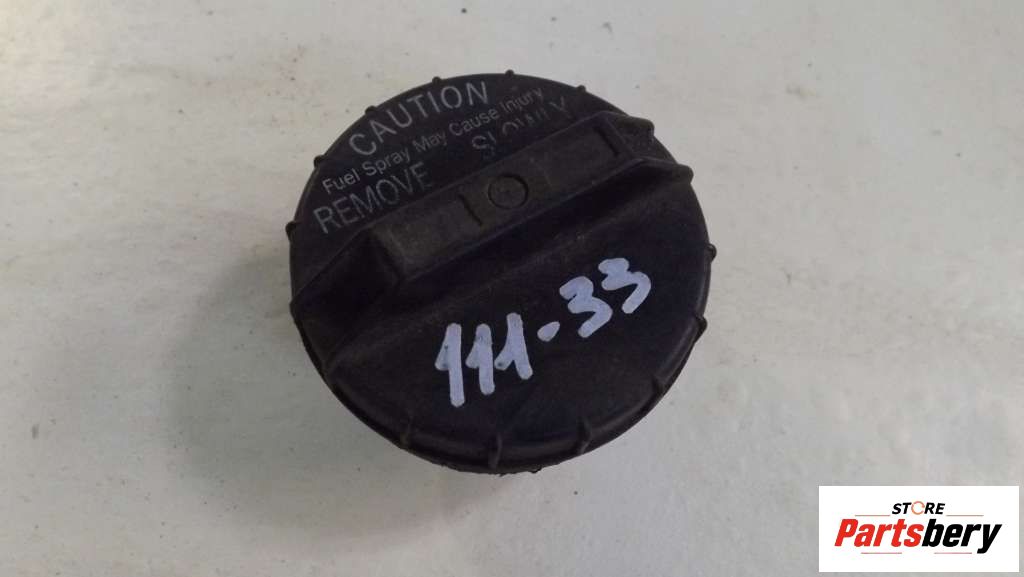 CAUTION
Fuel Spray May Cause Injury
REMOVE SLOWLY
111-33
STORE
Partsbery